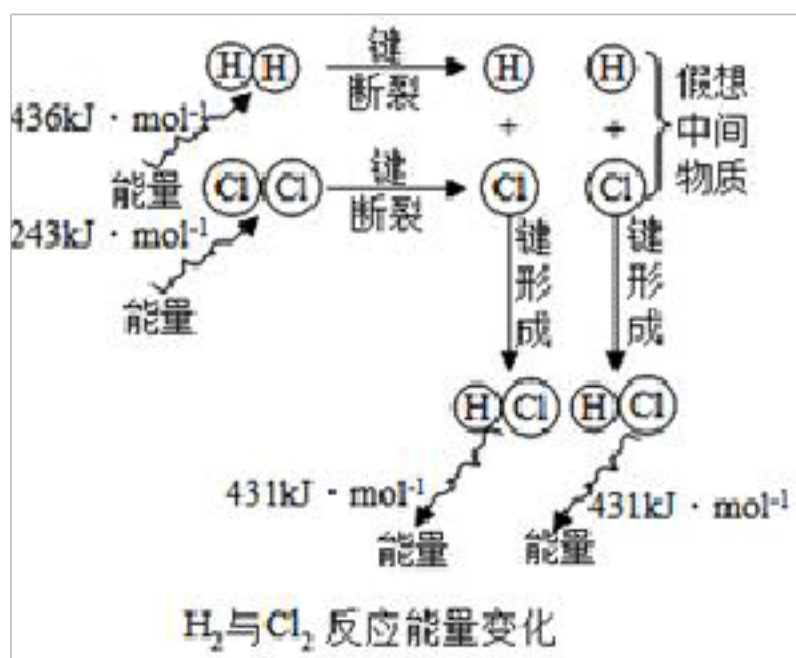 H H 键 断裂 H H
436kJ·mol⁻¹
+ + 假想中间物质
能量 Cl Cl 键 断裂 Cl Cl
243kJ·mol⁻¹
能量
键形成 键形成
H Cl H Cl
431kJ·mol⁻¹ 431kJ·mol⁻¹
能量 能量
H₂与Cl₂ 反应能量变化